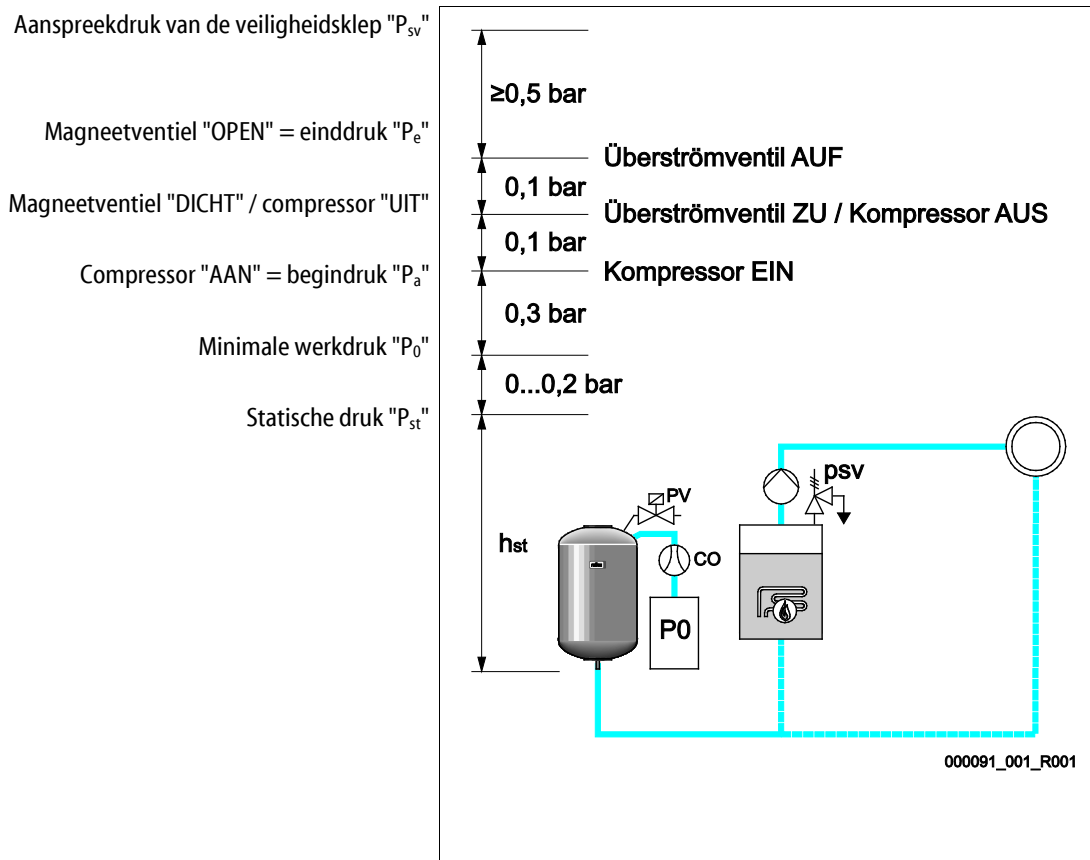 Aanspreekdruk van de veiligheidsklep "Psv"
≥0,5 bar
Magneetventiel "OPEN" = einddruk "Pe"
Überströmventil AUF
0,1 bar
Magneetventiel "DICHT" / compressor "UIT"
Überströmventil ZU / Kompressor AUS
0,1 bar
Compressor "AAN" = begindruk "Pa"
Kompressor EIN
0,3 bar
Minimale werkdruk "P0"
0...0,2 bar
Statische druk "Pst"
psv
PV
hst
CO
P0
000091_001_R001